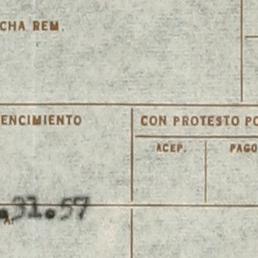 CHA REM.
ENCIMIENTO
CON PROTESTO PO
ACEP.
PAGO
.31.57
A.